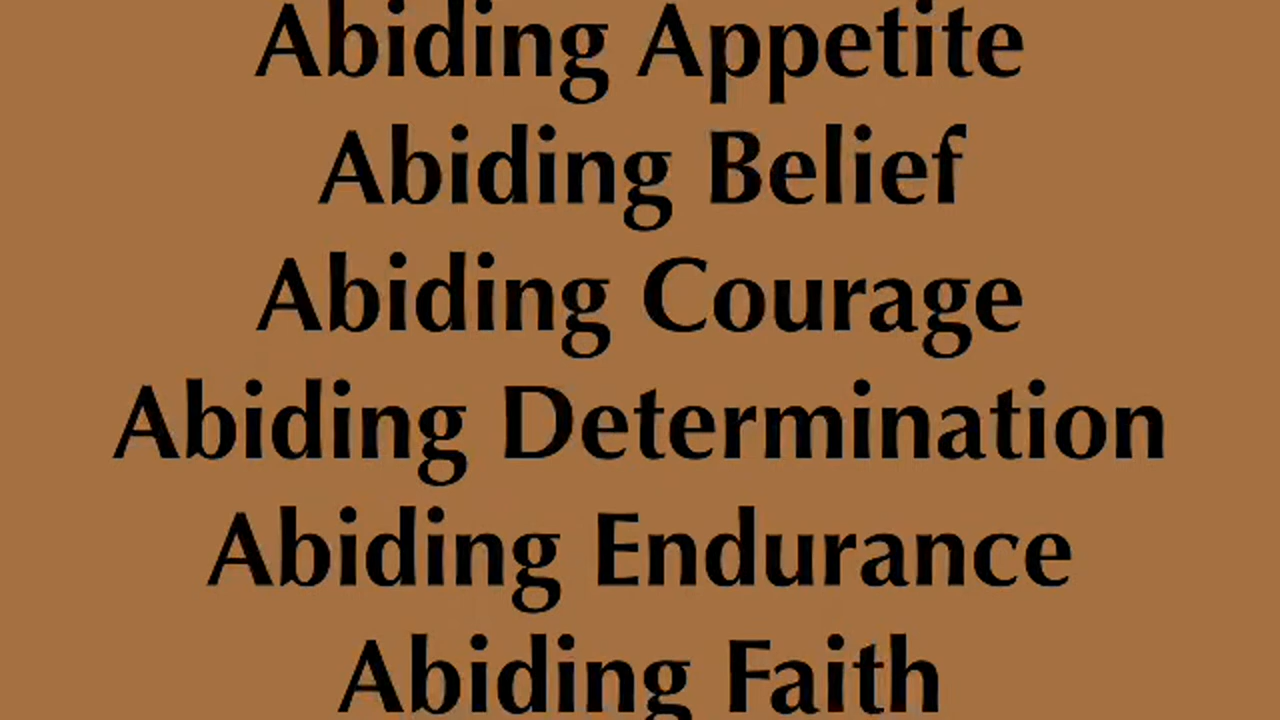 Abiding Appetite
Abiding Belief
Abiding Courage
Abiding Determination
Abiding Endurance
Abiding Faith